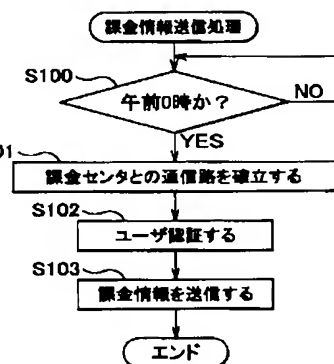 課金情報送信処理
S100
午前0時か？
NO
YES
01
課金センタとの通信路を確立する
S102
ユーザ認証する
S103
課金情報を送信する
エンド